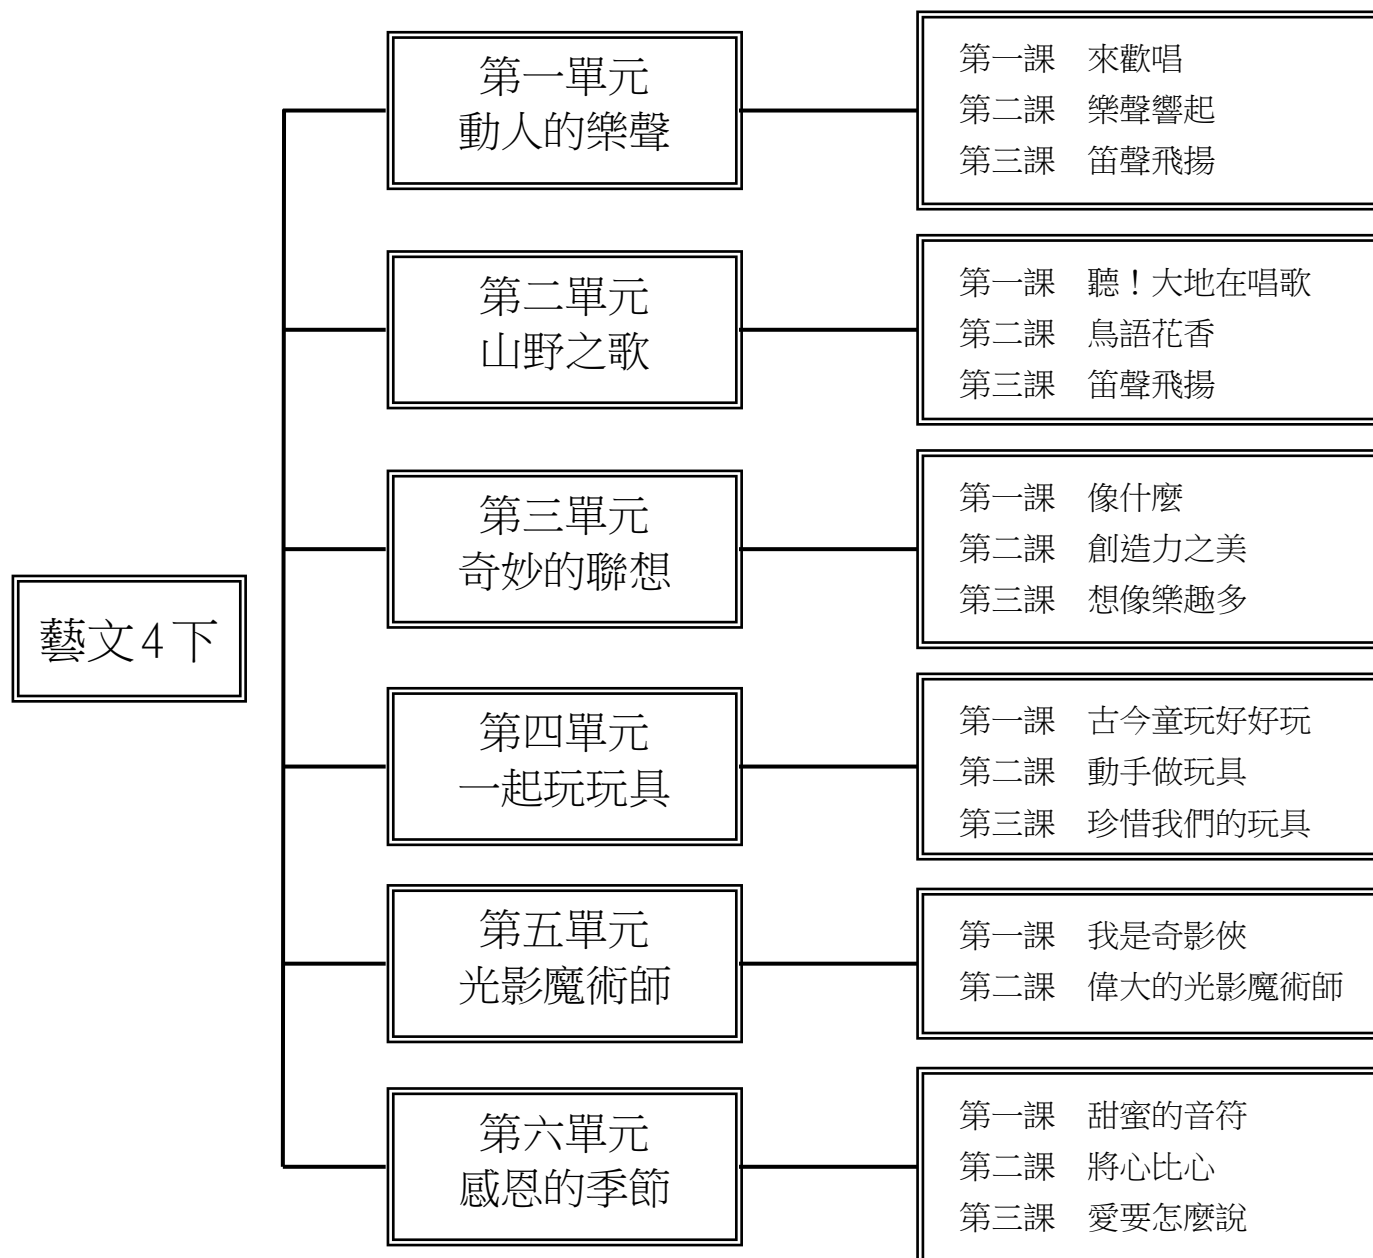 藝文4下
第一單元
動人的樂聲
第一課　來歡唱
第二課　樂聲響起
第三課　笛聲飛揚
第二單元
山野之歌
第一課　聽！大地在唱歌
第二課　鳥語花香
第三課　笛聲飛揚
第三單元
奇妙的聯想
第一課　像什麼
第二課　創造力之美
第三課　想像樂趣多
第四單元
一起玩玩具
第一課　古今童玩好好玩
第二課　動手做玩具
第三課　珍惜我們的玩具
第五單元
光影魔術師
第一課　我是奇影俠
第二課　偉大的光影魔術師
第六單元
感恩的季節
第一課　甜蜜的音符
第二課　將心比心
第三課　愛要怎麼說